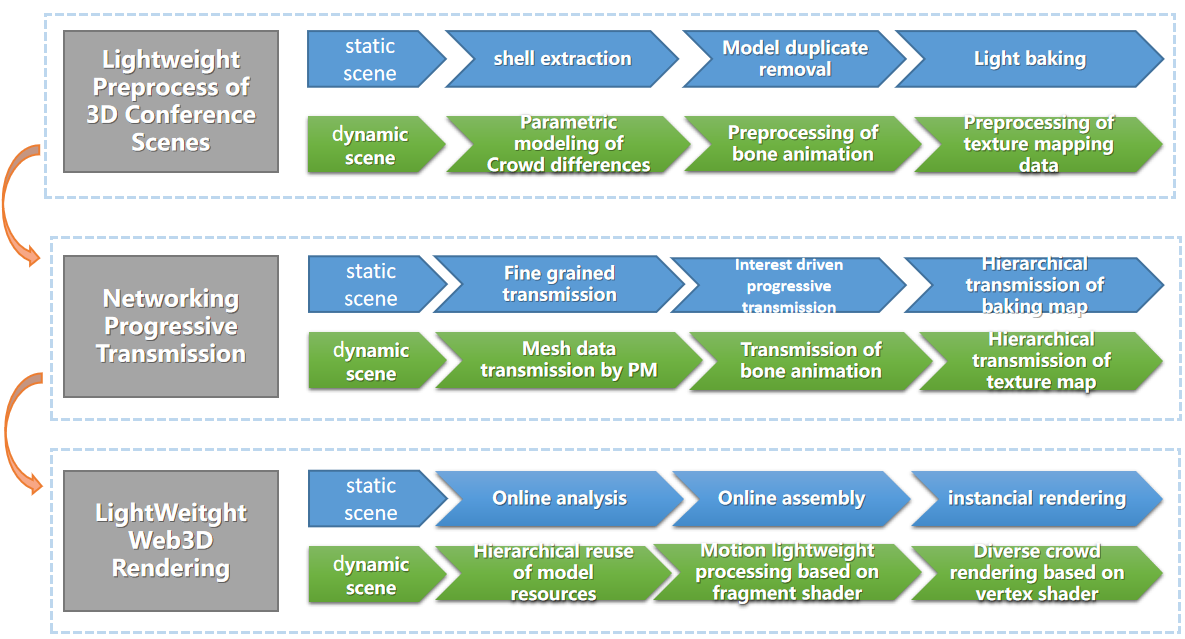 Lightweight
Preprocess of
3D Conference
Scenes
static
scene
shell extraction
Model duplicate
removal
Light baking
dynamic
scene
Parametric
modeling of
Crowd differences
Preprocessing of
bone animation
Preprocessing of
texture mapping
data
Networking
Progressive
Transmission
static
scene
Fine grained
transmission
Interest driven
progressive
transmission
Hierarchical
transmission of
baking map
dynamic
scene
Mesh data
transmission by PM
Transmission of
bone animation
Hierarchical
transmission of
texture map
LightWeitght
Web3D
Rendering
static
scene
Online analysis
Online assembly
instancial rendering
dynamic
scene
Hierarchical reuse
of model
resources
Motion lightweight
processing based on
fragment shader
Diverse crowd
rendering based on
vertex shader